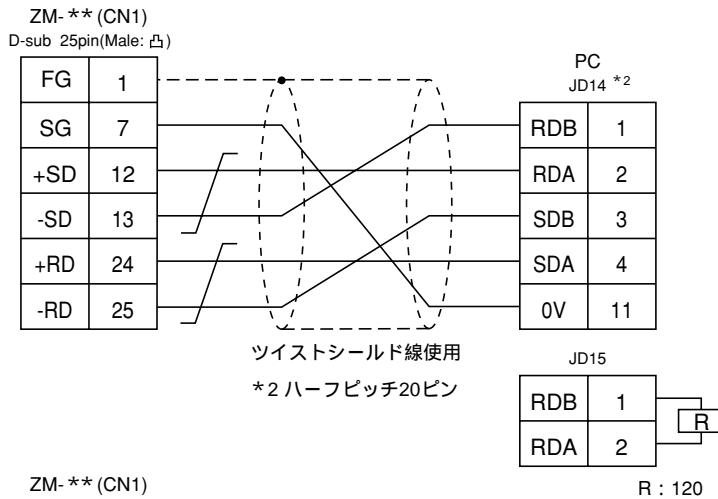 ZM-** (CN1)
D-sub 25pin(Male: 凸)
FG 1
SG 7
+SD 12
-SD 13
+RD 24
-RD 25
PC
JD14 *2
RDB 1
RDA 2
SDB 3
SDA 4
0V 11
ツイストシールド線使用
*2 ハーフピッチ20ピン
JD15
RDB 1
RDA 2
R
R : 120
ZM-** (CN1)